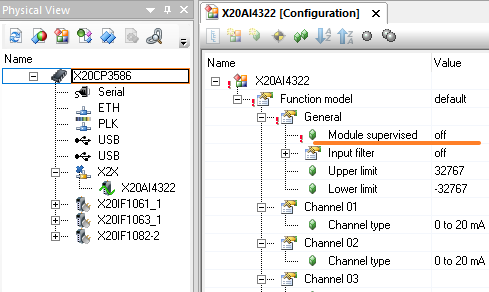 Physical View
X20AI4322 [Configuration]
Name
X20CP3586
Serial
ETH
PLK
USB
USB
X2X
X20AI4322
X20IF1061_1
X20IF1063_1
X20IF1082-2
Name Value
X20AI4322
Function model default
General
Module supervised off
Input filter off
Upper limit 32767
Lower limit -32767
Channel 01
Channel type 0 to 20 mA
Channel 02
Channel type 0 to 20 mA
Channel 03